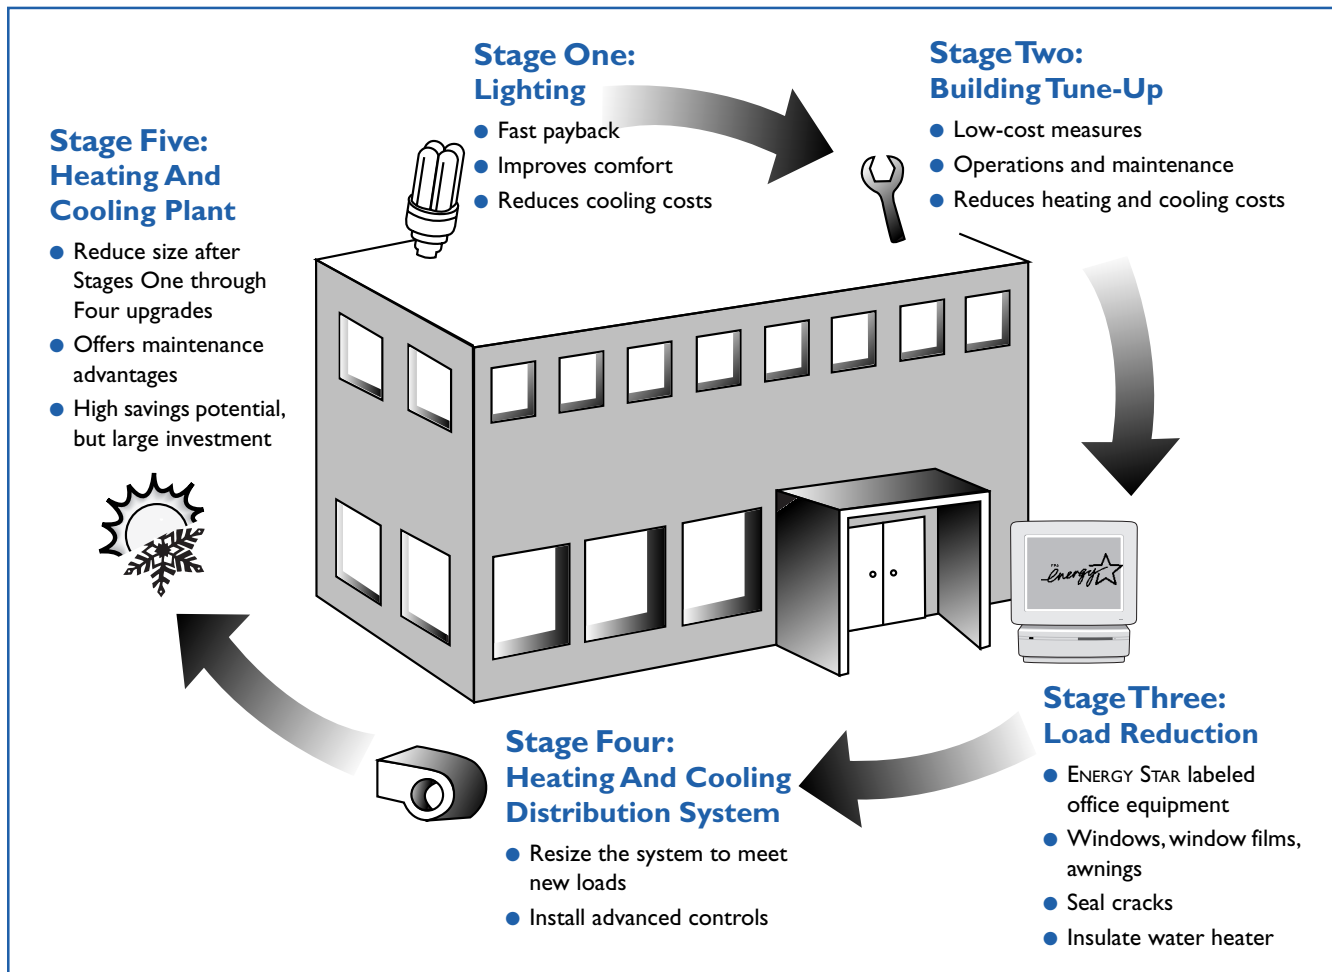 Stage One:
Lighting
● Fast payback
● Improves comfort
● Reduces cooling costs
Stage Two:
Building Tune-Up
● Low-cost measures
● Operations and maintenance
● Reduces heating and cooling costs
Stage Three:
Load Reduction
● ENERGY STAR labeled
office equipment
● Windows, window films,
awnings
● Seal cracks
● Insulate water heater
Stage Four:
Heating And Cooling
Distribution System
● Resize the system to meet
new loads
● Install advanced controls
Stage Five:
Heating And
Cooling Plant
● Reduce size after
Stages One through
Four upgrades
● Offers maintenance
advantages
● High savings potential,
but large investment
EPA
energy